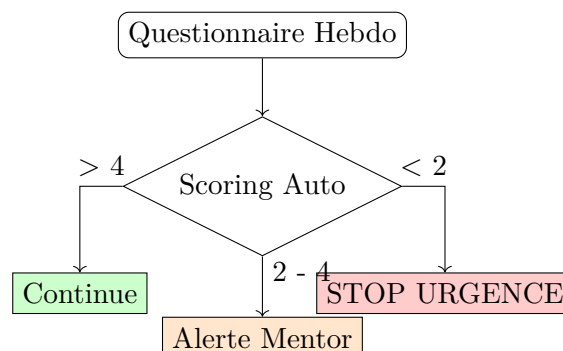 Questionnaire Hebdo
> 4
< 2
Scoring Auto
2 - 4
Continue
STOP URGENCE
Alerte Mentor